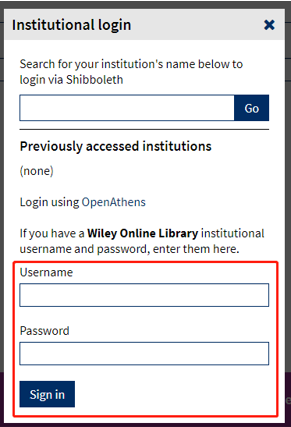 Institutional login ×
Search for your institution's name below to
login via Shibboleth
Go
Previously accessed institutions
(none)
Login using OpenAthens
If you have a Wiley Online Library institutional
username and password, enter them here.
Username
Password
Sign in